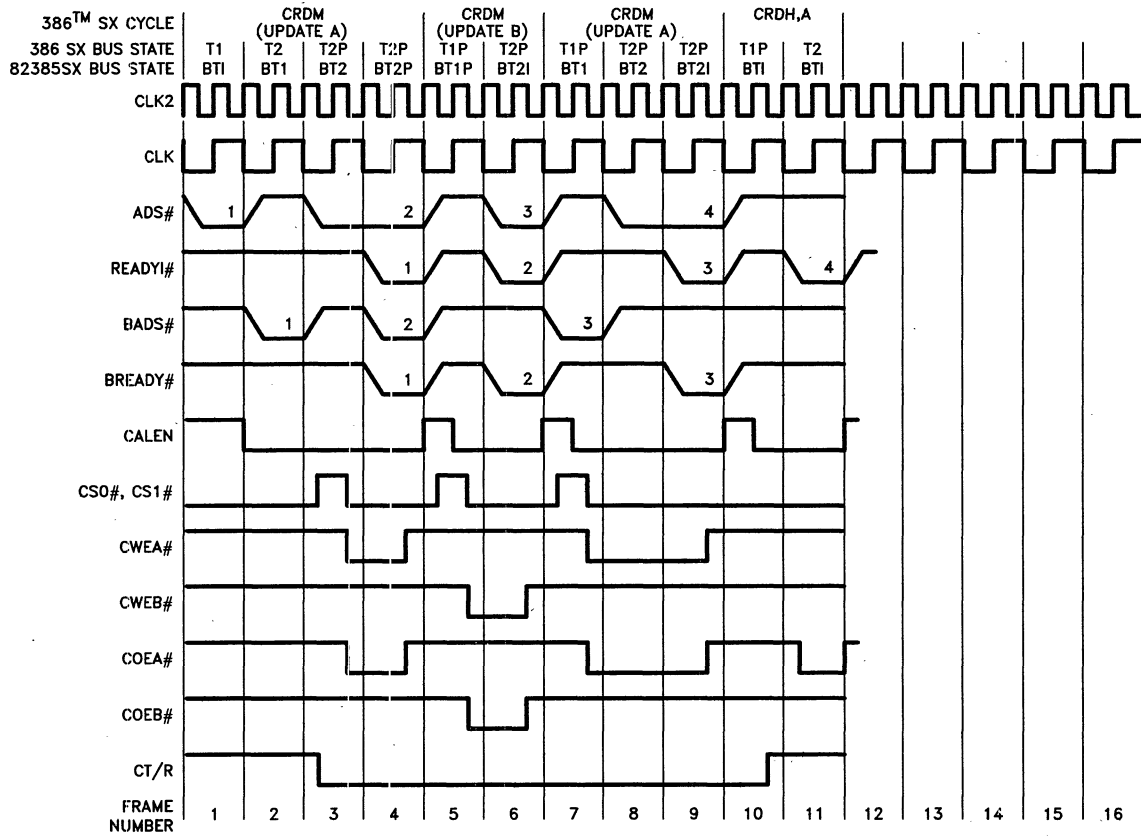 386™ SX CYCLE CRDM (UPDATE A) CRDM (UPDATE B) CRDM (UPDATE A) CRDH,A
386 SX BUS STATE T1 T2 T2P T2P T1P T2P T1P T2P T2P T1P T2
82385SX BUS STATE BTI BT1 BT2 BT2P BT1P BT2I BT1 BT2 BT2I BTI BTI
CLK2
CLK
ADS# 1 2 3 4
READYI# 1 2 3 4
BADS# 1 2 3
BREADY# 1 2 3
CALEN
CS0#, CS1#
CWEA#
CWEB#
COEA#
COEB#
CT/R
FRAME NUMBER 1 2 3 4 5 6 7 8 9 10 11 12 13 14 15 16